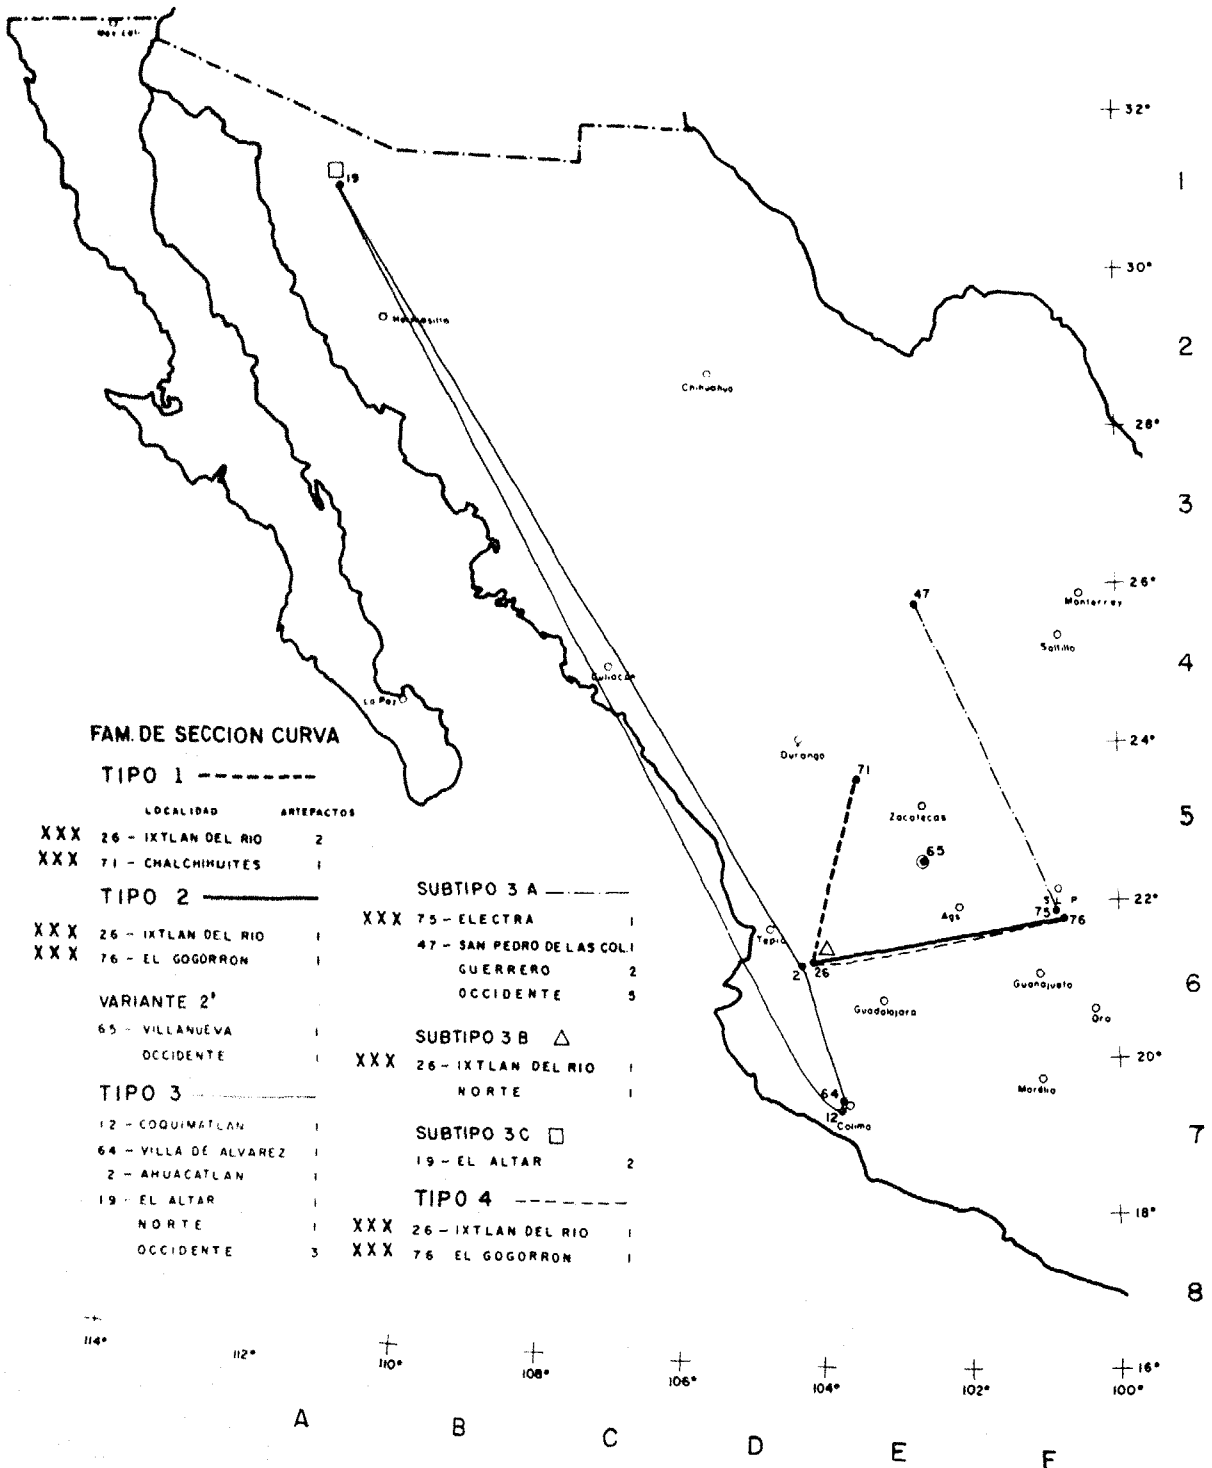 Mexicali
32°
19
1
30°
Hermosillo
2
Chihuahua
28°
3
26°
47
Monterrey
Saltillo
4
Culiacán
La Paz
24°
Durango
71
Zacatecas
5
65
22°
S L P
75
76
Ags
Tepic
2
26
6
Guanajuato
Guadalajara
Qro
20°
Morelia
64
12
Colima
7
18°
8
FAM. DE SECCION CURVA
TIPO 1
LOCALIDAD ARTEFACTOS
XXX 26 - IXTLAN DEL RIO 2
XXX 71 - CHALCHIHUITES 1
TIPO 2
XXX 26 - IXTLAN DEL RIO 1
XXX 76 - EL GOGORRON 1
VARIANTE 2'
65 - VILLANUEVA 1
OCCIDENTE 1
TIPO 3
12 - COQUIMATLAN 1
64 - VILLA DE ALVAREZ 1
2 - AHUACATLAN 1
19 - EL ALTAR 1
NORTE 1
OCCIDENTE 3
SUBTIPO 3 A
XXX 75 - ELECTRA 1
47 - SAN PEDRO DE LAS COL. 1
GUERRERO 2
OCCIDENTE 5
SUBTIPO 3 B
XXX 26 - IXTLAN DEL RIO 1
NORTE 1
SUBTIPO 3 C
19 - EL ALTAR 2
TIPO 4
XXX 26 - IXTLAN DEL RIO 1
XXX 76 EL GOGORRON 1
114° 112° 110° 108° 106° 104° 102° 100°
16°
A B C D E F